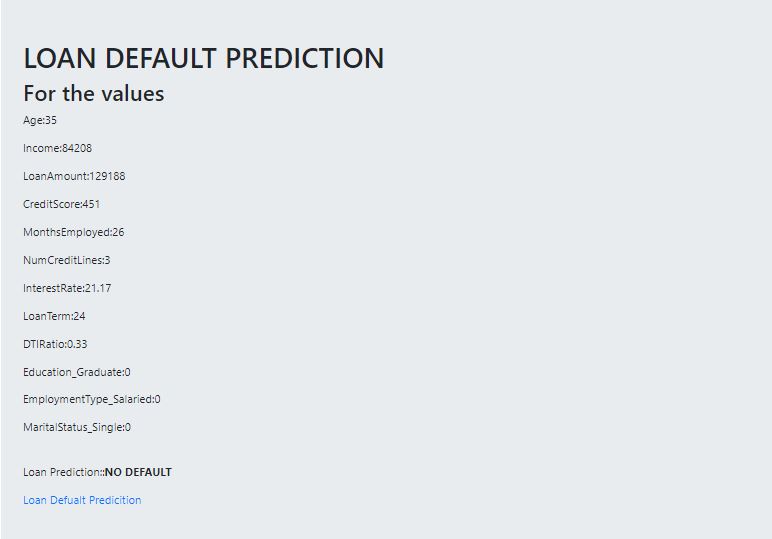 LOAN DEFAULT PREDICTION
For the values
Age:35
Income:84208
LoanAmount:129188
CreditScore:451
MonthsEmployed:26
NumCreditLines:3
InterestRate:21.17
LoanTerm:24
DTIRatio:0.33
Education_Graduate:0
EmploymentType_Salaried:0
MaritalStatus_Single:0
Loan Prediction::NO DEFAULT
Loan Defualt Predicition